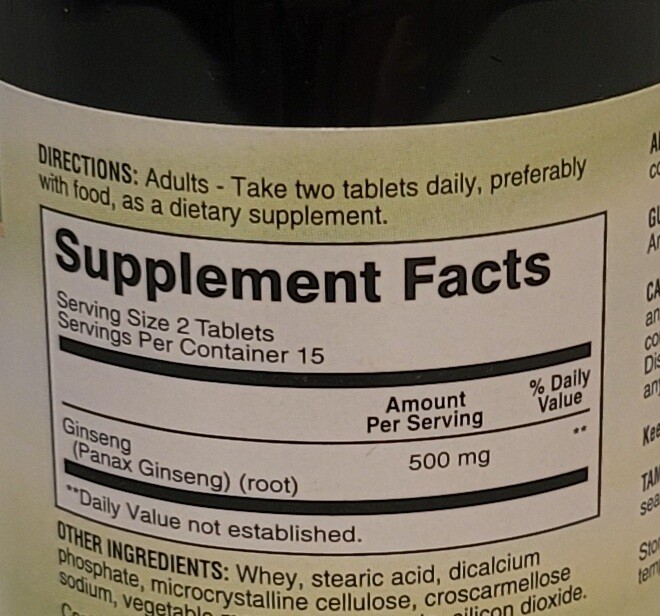 DIRECTIONS: Adults - Take two tablets daily, preferably
with food, as a dietary supplement.
Supplement Facts
Serving Size 2 Tablets
Servings Per Container 15
Amount
Per Serving
% Daily
Value
Ginseng
(Panax Ginseng) (root)
500 mg
**
**Daily Value not established.
OTHER INGREDIENTS: Whey, stearic acid, dicalcium
phosphate, microcrystalline cellulose, croscarmellose
sodium, vegetable
silicon dioxide.